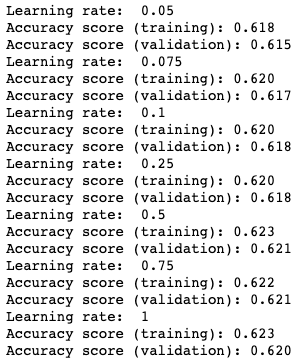 Learning rate:  0.05
Accuracy score (training): 0.618
Accuracy score (validation): 0.615
Learning rate:  0.075
Accuracy score (training): 0.620
Accuracy score (validation): 0.617
Learning rate:  0.1
Accuracy score (training): 0.620
Accuracy score (validation): 0.618
Learning rate:  0.25
Accuracy score (training): 0.620
Accuracy score (validation): 0.618
Learning rate:  0.5
Accuracy score (training): 0.623
Accuracy score (validation): 0.621
Learning rate:  0.75
Accuracy score (training): 0.622
Accuracy score (validation): 0.621
Learning rate:  1
Accuracy score (training): 0.623
Accuracy score (validation): 0.620